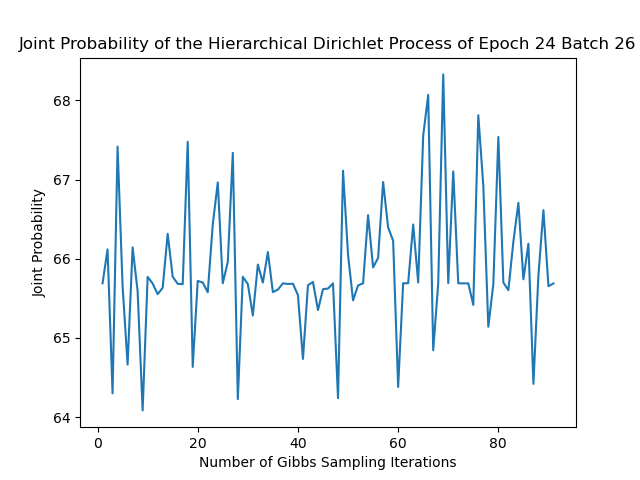 Joint Probability of the Hierarchical Dirichlet Process of Epoch 24 Batch 26
68
67
66
65
64
Joint Probability
0 20 40 60 80
Number of Gibbs Sampling Iterations